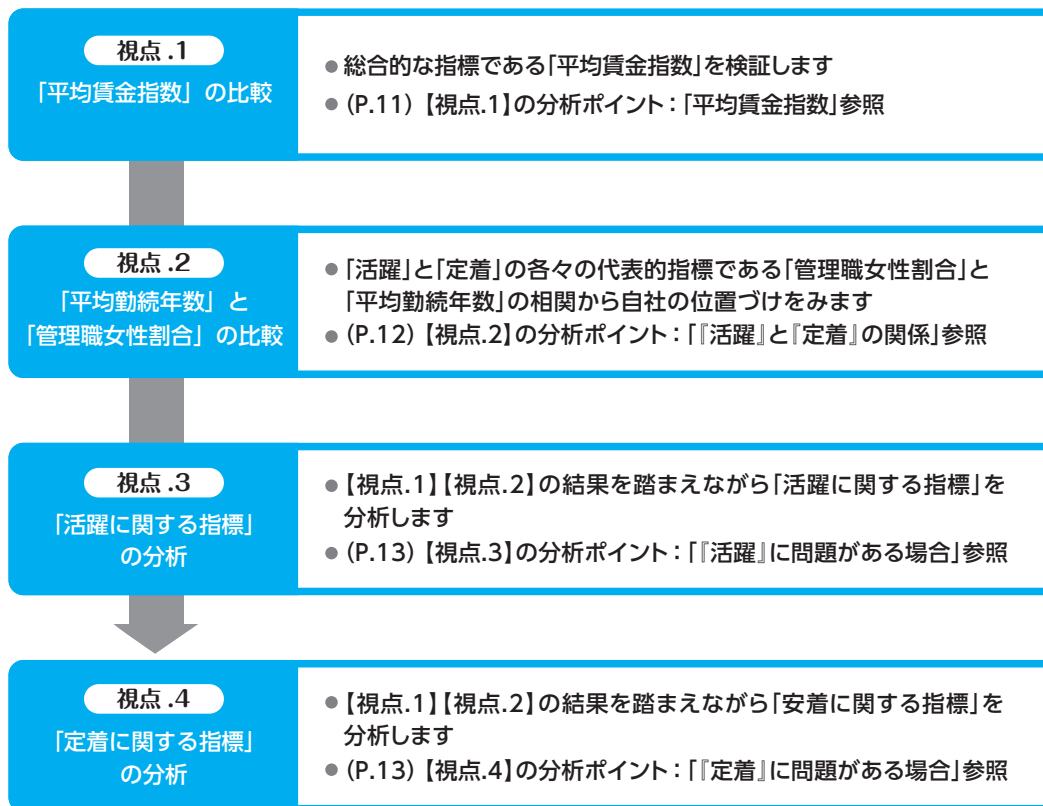 視点.1
「平均賃金指数」の比較
●総合的な指標である「平均賃金指数」を検証します
●(P.11)【視点.1】の分析ポイント：「平均賃金指数」参照
視点.2
「平均勤続年数」と
「管理職女性割合」の比較
●「活躍」と「定着」の各々の代表的指標である「管理職女性割合」と
「平均勤続年数」の相関から自社の位置づけをみます
●(P.12)【視点.2】の分析ポイント：「『活躍』と『定着』の関係」参照
視点.3
「活躍に関する指標」
の分析
●【視点.1】【視点.2】の結果を踏まえながら「活躍に関する指標」を
分析します
●(P.13)【視点.3】の分析ポイント：「『活躍』に問題がある場合」参照
視点.4
「定着に関する指標」
の分析
●【視点.1】【視点.2】の結果を踏まえながら「安着に関する指標」を
分析します
●(P.13)【視点.4】の分析ポイント：「『定着』に問題がある場合」参照